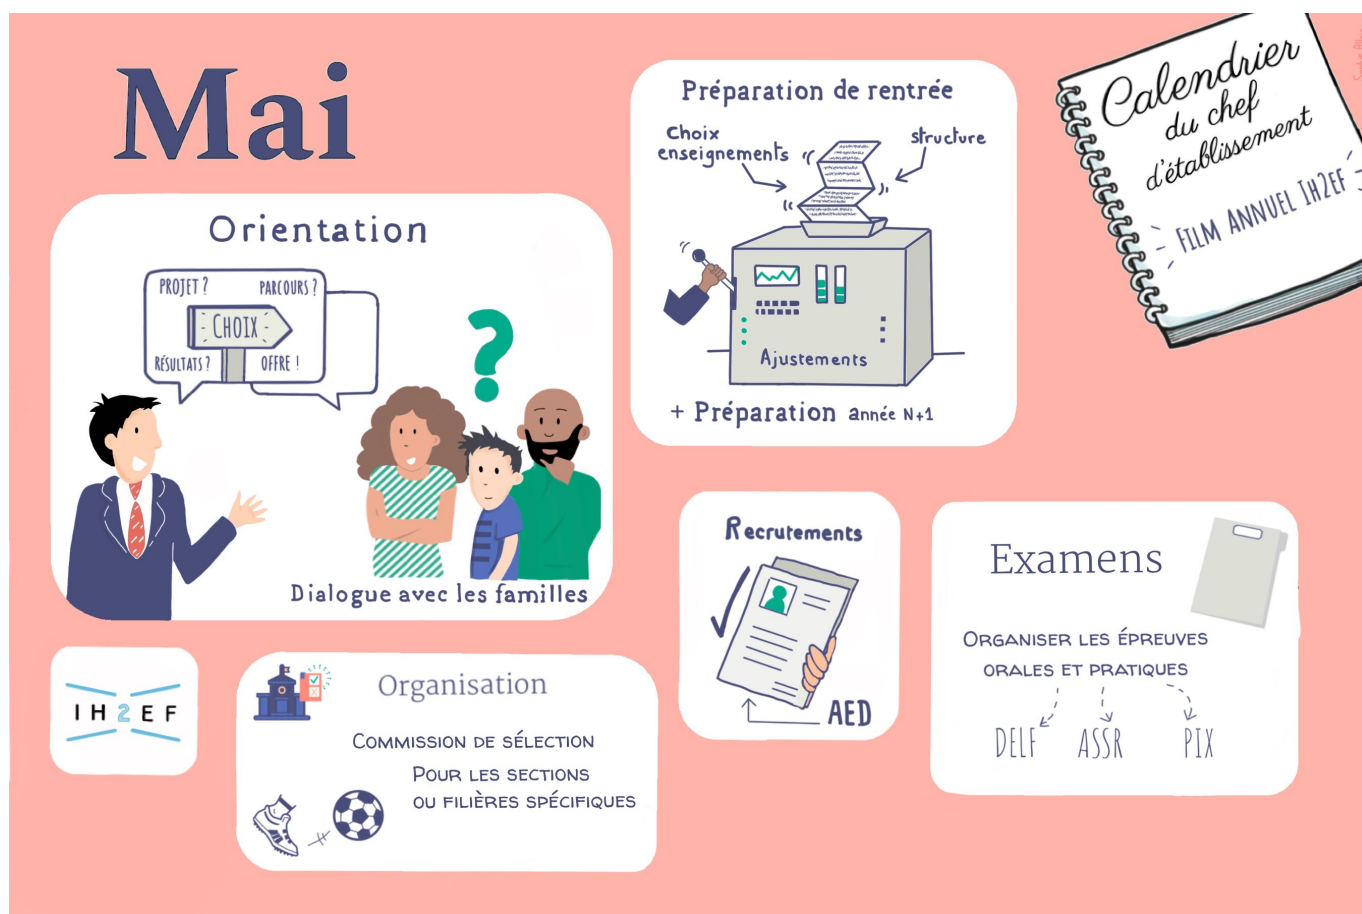 Mai
Orientation
PROJET ?
PARCOURS ?
- CHOIX -
RÉSULTATS ?
OFFRE !
Dialogue avec les familles
Préparation de rentrée
Choix
enseignements
structure
Ajustements
+ Préparation année N+1
Calendrier
du chef
d'établissement
FILM ANNUEL IH2EF
Recrutements
AED
Examens
ORGANISER LES ÉPREUVES
ORALES ET PRATIQUES
DELF
ASSR
PIX
IH2EF
Organisation
COMMISSION DE SÉLECTION
POUR LES SECTIONS
OU FILIÈRES SPÉCIFIQUES